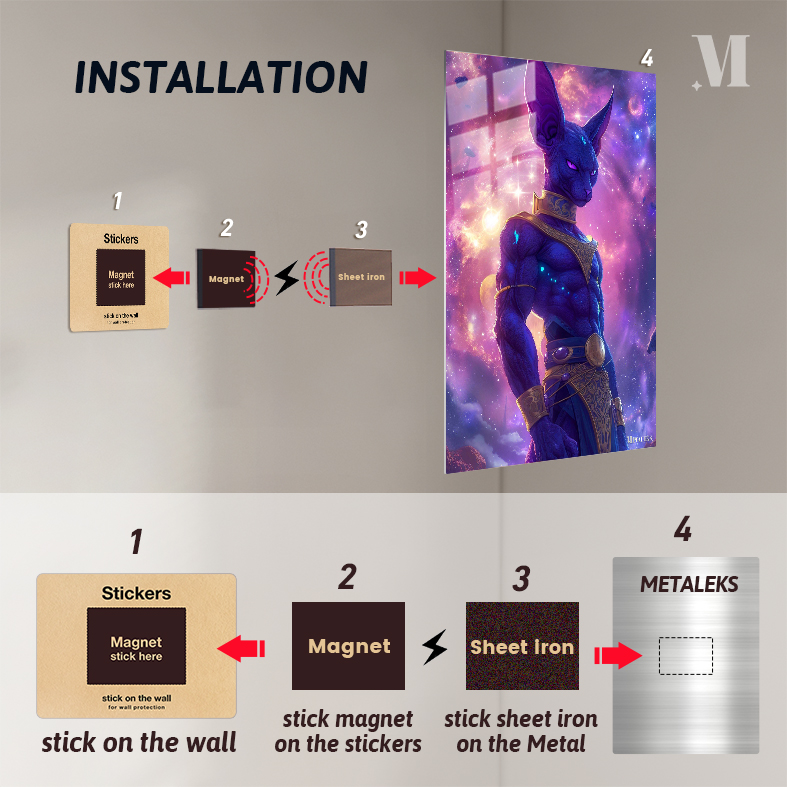 INSTALLATION
M
4
1
2
3
Stickers
Magnet
stick here
stick on the wall
for wall protection
Magnet
Sheet iron
1
2
3
4
Stickers
Magnet
stick here
stick on the wall
for wall protection
Magnet
Sheet iron
METALEKS
stick on the wall
stick magnet
on the stickers
stick sheet iron
on the Metal